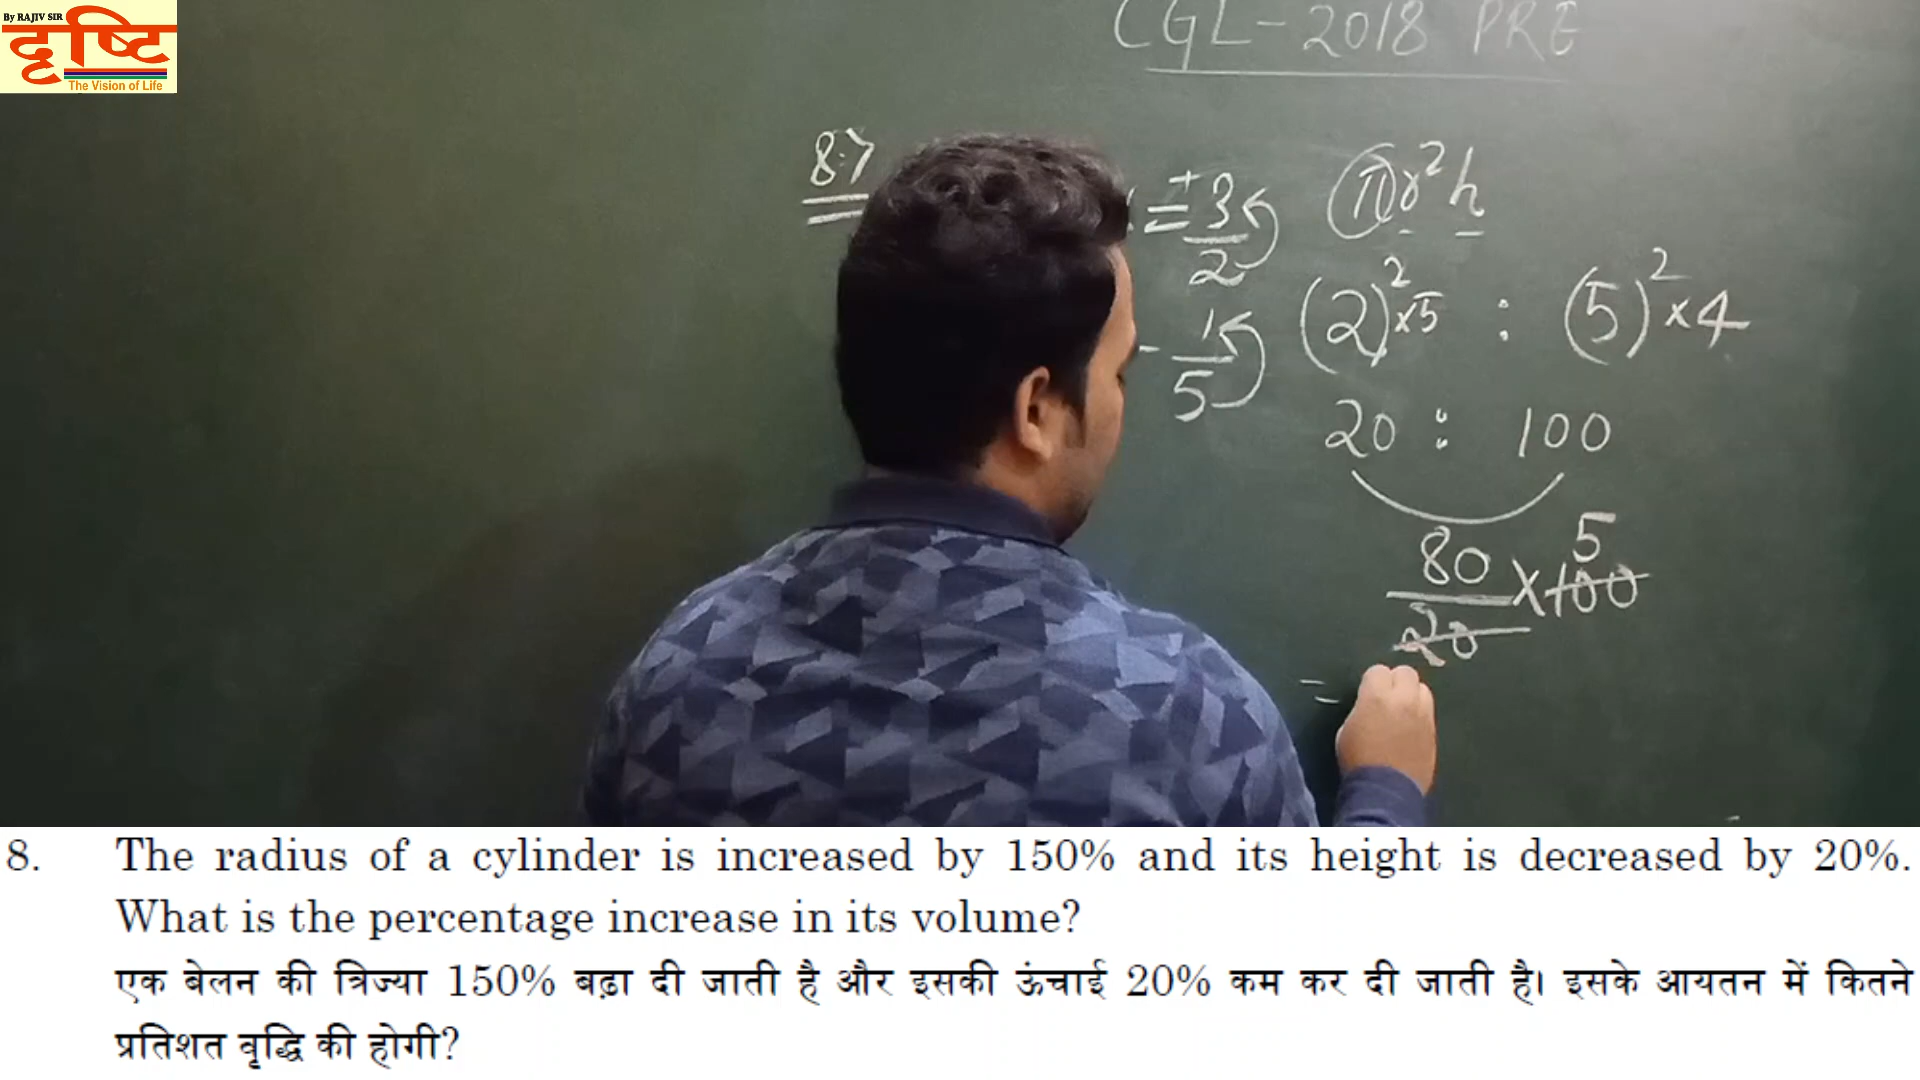 By RAJIV SIR
दृष्टि
The Vision of Life
CGL-2018 PRE
8:>
= +3/2
πr²h
(2)²×5 : (5)²×4
-1/5
20 : 100
80/20 × 100 5
=
8. The radius of a cylinder is increased by 150% and its height is decreased by 20%.
What is the percentage increase in its volume?
एक बेलन की त्रिज्या 150% बढ़ा दी जाती है और इसकी ऊंचाई 20% कम कर दी जाती है। इसके आयतन में कितने
प्रतिशत वृद्धि की होगी?